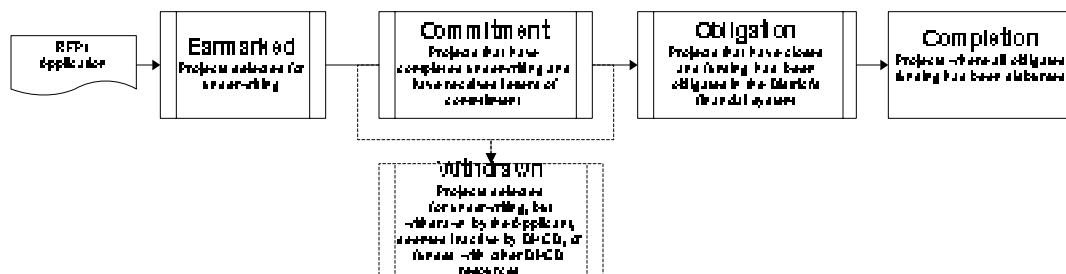 RFP/
Application
Earmarked
Projects selected for
underwriting
Commitment
Projects that have
completed underwriting and
have received letters of
commitment
Obligation
Projects that have closed
and funding has been
obligated in the District's
financial system
Completion
Projects where all obligated
funding has been disbursed
Withdrawn
Projects selected
for underwriting, but
withdrawn by the Applicant,
deemed inactive by DHCD, or
funded with other DHCD
resources